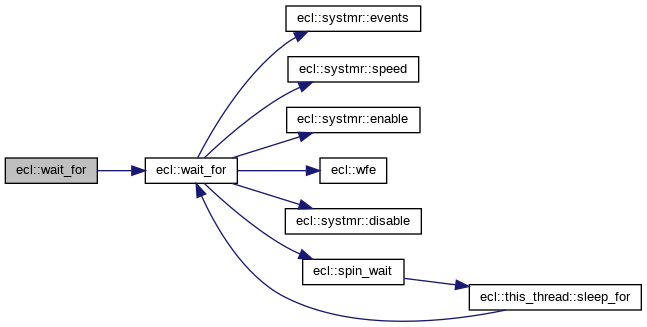 ecl::wait_for
ecl::wait_for
ecl::systmr::events
ecl::systmr::speed
ecl::systmr::enable
ecl::wfe
ecl::systmr::disable
ecl::spin_wait
ecl::this_thread::sleep_for